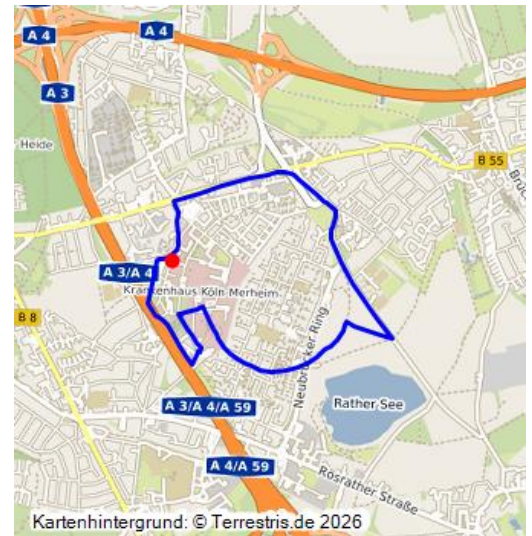 A 4
A 4
A 3
Heide
B 55
A 3/A 4
Krankenhaus Köln-Merheim
B 8
Neubrücker Ring
Rather See
A 3/A 4/A 59
A 4/A 59
Rösrather Straße
Kartenhintergrund: © Terrestris.de 2026